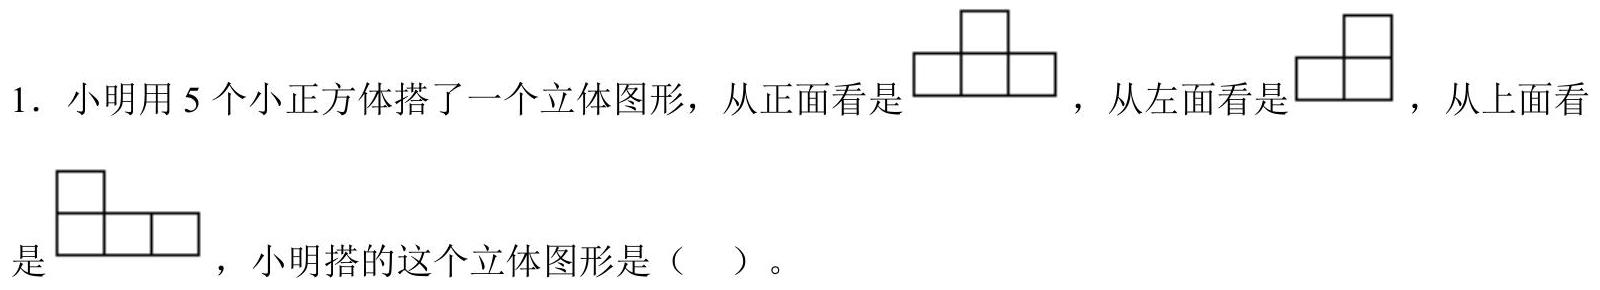 1．小明用 5 个小正方体搭了一个立体图形，从正面看是，从左面看是，从上面看
是，小明搭的这个立体图形是（ ）。